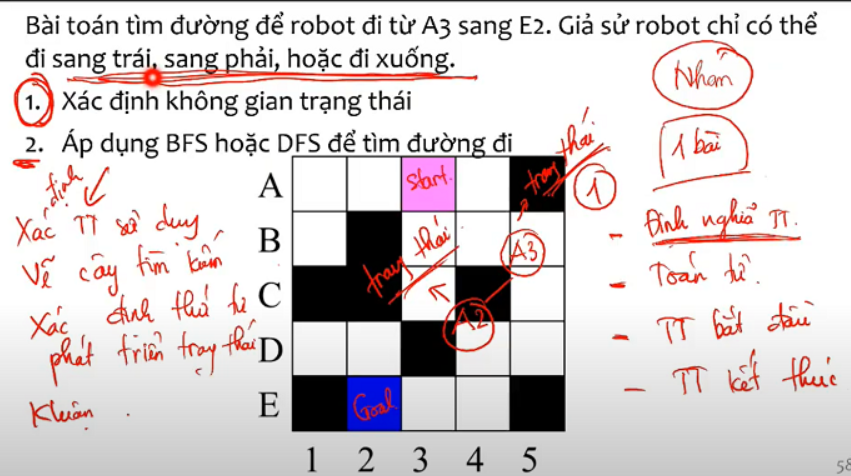 Bài toán tìm đường để robot đi từ A3 sang E2. Giả sử robot chỉ có thể
đi sang trái, sang phải, hoặc đi xuống.
1. Xác định không gian trạng thái
2. Áp dụng BFS hoặc DFS để tìm đường đi
Nhóm
1 bài
A
Start
trạng thái
1
định
Xác TT sẽ duy
B
trạng thái
A3
Định nghĩa TT.
Vẽ cây tìm kiếm
C
A2
- Toán tử.
Xác định thứ tự
phát triển trạng thái
D
- TT bắt đầu
E
Goal
- TT kết thúc
1 2 3 4 5
58